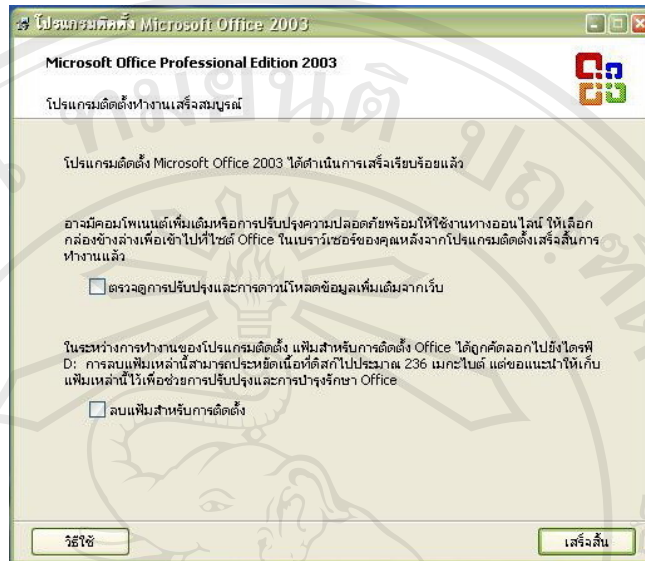 โปรแกรมติดตั้ง Microsoft Office 2003
Microsoft Office Professional Edition 2003
โปรแกรมติดตั้งทำงานเสร็จสมบูรณ์
โปรแกรมติดตั้ง Microsoft Office 2003 ได้ดำเนินการเสร็จเรียบร้อยแล้ว
อาจมีคอมโพเนนต์เพิ่มเติมหรือการปรับปรุงความปลอดภัยพร้อมให้ใช้งานทางออนไลน์ ให้เลือก
กล่องข้างล่างเพื่อเข้าไปที่ไซต์ Office ในเบราว์เซอร์ของคุณหลังจากโปรแกรมติดตั้งเสร็จสิ้นการ
ทำงานแล้ว
ตรวจดูการปรับปรุงและการดาวน์โหลดข้อมูลเพิ่มเติมจากเว็บ
ในระหว่างการทำงานของโปรแกรมติดตั้ง แฟ้มสำหรับการติดตั้ง Office ได้ถูกคัดลอกไปยังไดรฟ์
D: การลบแฟ้มเหล่านี้สามารถประหยัดเนื้อที่ดิสก์ไปประมาณ 236 เมกะไบต์ แต่ขอแนะนำให้เก็บ
แฟ้มเหล่านี้ไว้เพื่อช่วยการปรับปรุงและการบำรุงรักษา Office
ลบแฟ้มสำหรับการติดตั้ง
วิธีใช้
เสร็จสิ้น